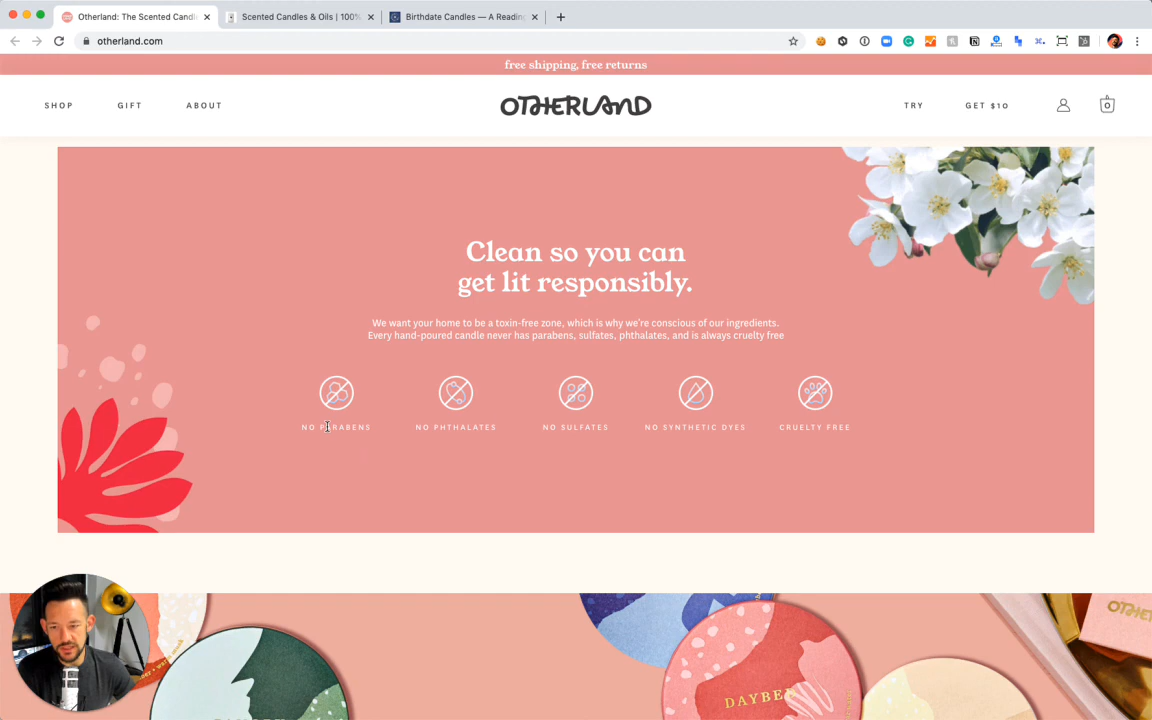 Otherland: The Scented Candl
Scented Candles & Oils | 100%
Birthdate Candles — A Reading
otherland.com
free shipping, free returns
SHOP GIFT ABOUT OTHERLAND TRY GET $10 0
Clean so you can
get lit responsibly.
We want your home to be a toxin-free zone, which is why we're conscious of our ingredients.
Every hand-poured candle never has parabens, sulfates, phthalates, and is always cruelty free
NO PARABENS NO PHTHALATES NO SULFATES NO SYNTHETIC DYES CRUELTY FREE
DAYBED